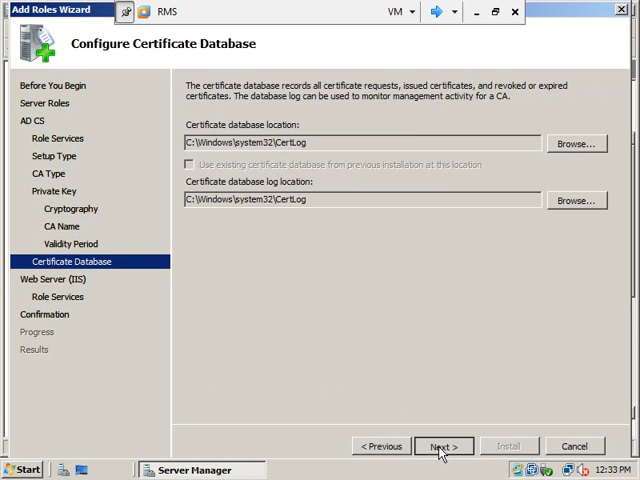 Add Roles Wizard
RMS
VM
Configure Certificate Database
Before You Begin
Server Roles
AD CS
Role Services
Setup Type
CA Type
Private Key
Cryptography
CA Name
Validity Period
Certificate Database
Web Server (IIS)
Role Services
Confirmation
Progress
Results
The certificate database records all certificate requests, issued certificates, and revoked or expired
certificates. The database log can be used to monitor management activity for a CA.
Certificate database location:
C:\Windows\system32\CertLog
Browse...
Use existing certificate database from previous installation at this location
Certificate database log location:
C:\Windows\system32\CertLog
Browse...
< Previous
Next >
Install
Cancel
Start
Server Manager
12:33 PM